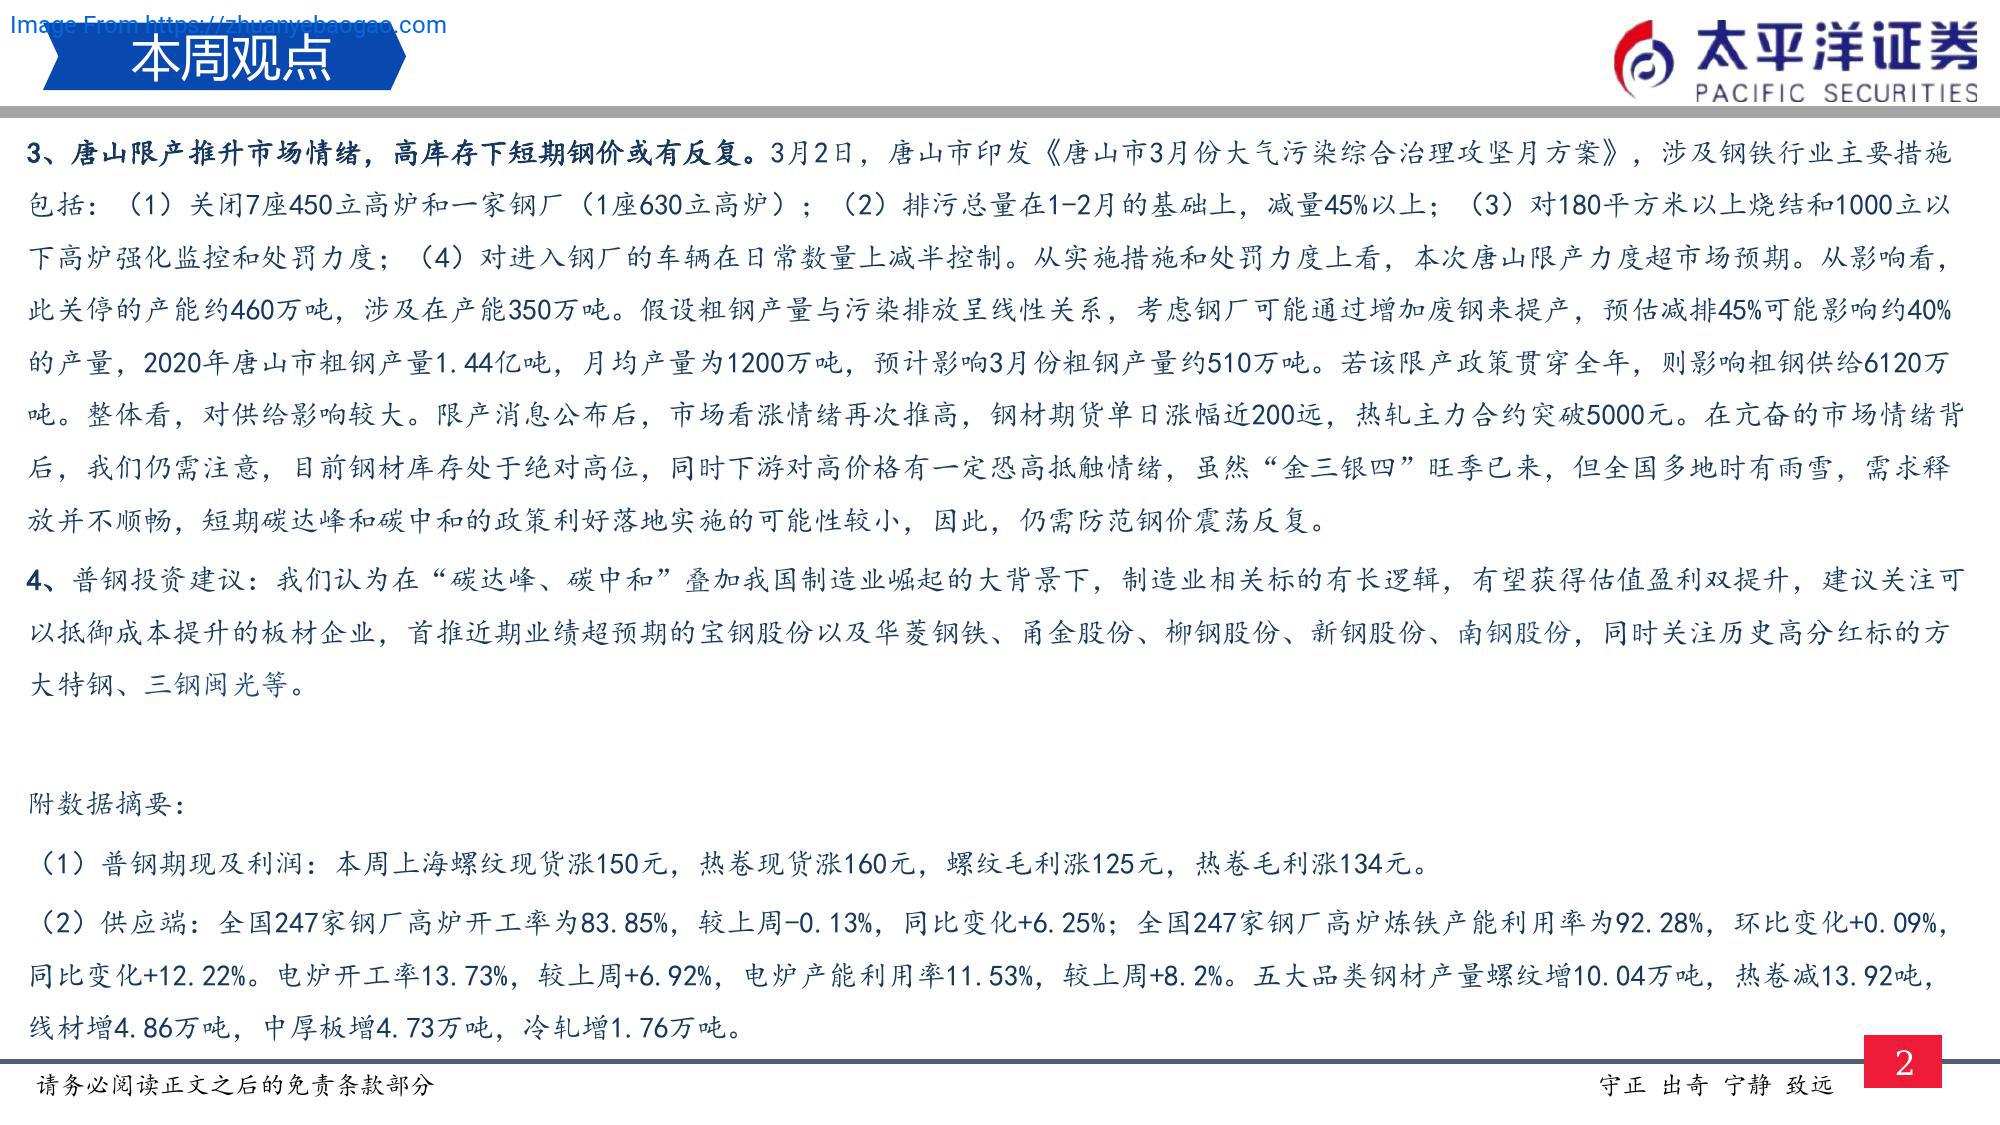 Image From https://zhuanyebaogao.com
本周观点
太平洋证券
PACIFIC SECURITIES
3、唐山限产推升市场情绪，高库存下短期钢价或有反复。3月2日，唐山市印发《唐山市3月份大气污染综合治理攻坚月方案》，涉及钢铁行业主要措施
包括：（1）关闭7座450立高炉和一家钢厂（1座630立高炉）；（2）排污总量在1-2月的基础上，减量45%以上；（3）对180平方米以上烧结和1000立以
下高炉强化监控和处罚力度；（4）对进入钢厂的车辆在日常数量上减半控制。从实施措施和处罚力度上看，本次唐山限产力度超市场预期。从影响看，
此关停的产能约460万吨，涉及在产能350万吨。假设粗钢产量与污染排放呈线性关系，考虑钢厂可能通过增加废钢来提产，预估减排45%可能影响约40%
的产量，2020年唐山市粗钢产量1.44亿吨，月均产量为1200万吨，预计影响3月份粗钢产量约510万吨。若该限产政策贯穿全年，则影响粗钢供给6120万
吨。整体看，对供给影响较大。限产消息公布后，市场看涨情绪再次推高，钢材期货单日涨幅近200远，热轧主力合约突破5000元。在亢奋的市场情绪背
后，我们仍需注意，目前钢材库存处于绝对高位，同时下游对高价格有一定恐高抵触情绪，虽然“金三银四”旺季已来，但全国多地时有雨雪，需求释
放并不顺畅，短期碳达峰和碳中和的政策利好落地实施的可能性较小，因此，仍需防范钢价震荡反复。
4、普钢投资建议：我们认为在“碳达峰、碳中和”叠加我国制造业崛起的大背景下，制造业相关标的有长逻辑，有望获得估值盈利双提升，建议关注可
以抵御成本提升的板材企业，首推近期业绩超预期的宝钢股份以及华菱钢铁、甬金股份、柳钢股份、新钢股份、南钢股份，同时关注历史高分红标的方
大特钢、三钢闽光等。
附数据摘要：
（1）普钢期现及利润：本周上海螺纹现货涨150元，热卷现货涨160元，螺纹毛利涨125元，热卷毛利涨134元。
（2）供应端：全国247家钢厂高炉开工率为83.85%，较上周-0.13%，同比变化+6.25%；全国247家钢厂高炉炼铁产能利用率为92.28%，环比变化+0.09%，
同比变化+12.22%。电炉开工率13.73%，较上周+6.92%，电炉产能利用率11.53%，较上周+8.2%。五大品类钢材产量螺纹增10.04万吨，热卷减13.92吨，
线材增4.86万吨，中厚板增4.73万吨，冷轧增1.76万吨。
请务必阅读正文之后的免责条款部分
守正 出奇 宁静 致远
2